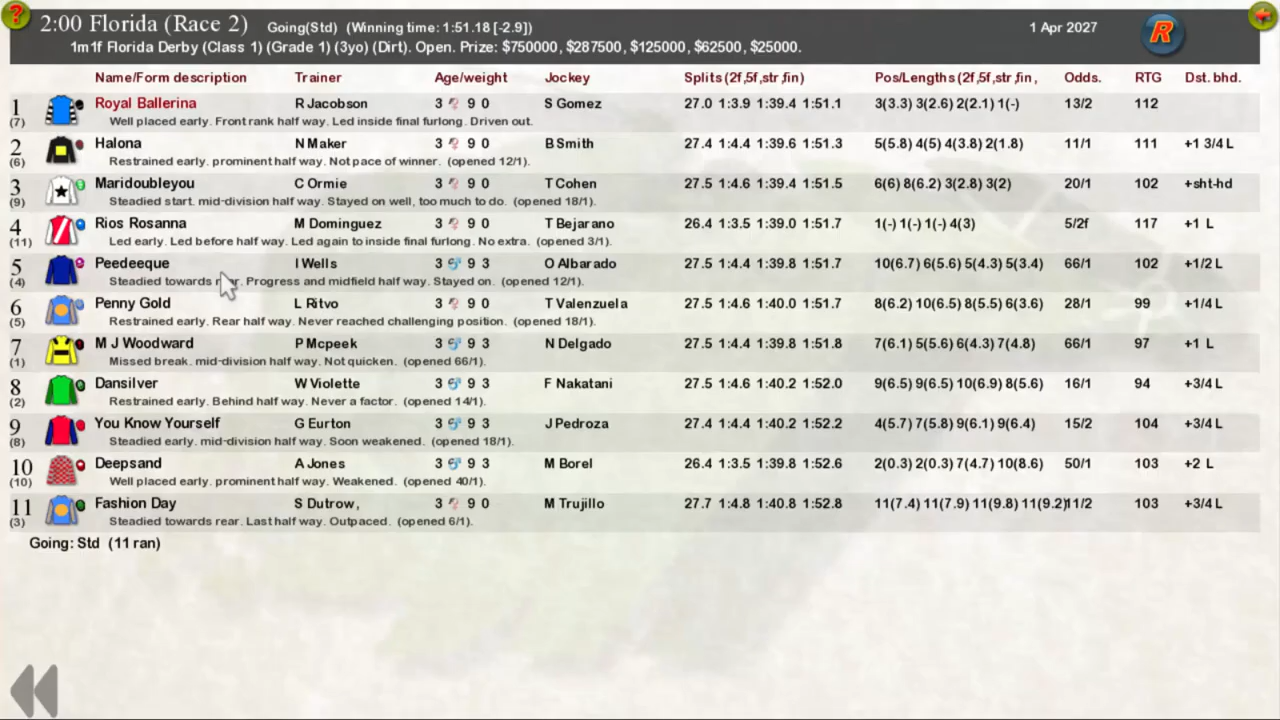 2:00 Florida (Race 2) Going(Std) (Winning time: 1:51.18 [-2.9]) 1 Apr 2027 R
1m1f Florida Derby (Class 1) (Grade 1) (3yo) (Dirt). Open. Prize: $750000, $287500, $125000, $62500, $25000.
Name/Form description Trainer Age/weight Jockey Splits (2f,5f,str,fin) Pos/Lengths (2f,5f,str,fin, Odds. RTG Dst. bhd.
1 Royal Ballerina R Jacobson 3 9 0 S Gomez 27.0 1:3.9 1:39.4 1:51.1 3(3.3) 3(2.6) 2(2.1) 1(-) 13/2 112
(7) Well placed early. Front rank half way. Led inside final furlong. Driven out.
2 Halona N Maker 3 9 0 B Smith 27.4 1:4.4 1:39.6 1:51.3 5(5.8) 4(5) 4(3.8) 2(1.8) 11/1 111 +1 3/4 L
(6) Restrained early. prominent half way. Not pace of winner. (opened 12/1).
3 Maridoubleyou C Ormie 3 9 0 T Cohen 27.5 1:4.6 1:39.4 1:51.5 6(6) 8(6.2) 3(2.8) 3(2) 20/1 102 +sht-hd
(9) Steadied start. mid-division half way. Stayed on well, too much to do. (opened 18/1).
4 Rios Rosanna M Dominguez 3 9 0 T Bejarano 26.4 1:3.5 1:39.0 1:51.7 1(-) 1(-) 1(-) 4(3) 5/2f 117 +1 L
(11) Led early. Led before half way. Led again to inside final furlong. No extra. (opened 3/1).
5 Peedeeque I Wells 3 9 3 O Albarado 27.5 1:4.4 1:39.8 1:51.7 10(6.7) 6(5.6) 5(4.3) 5(3.4) 66/1 102 +1/2 L
(4) Steadied towards Progress and midfield half way. Stayed on. (opened 12/1).
6 Penny Gold L Ritvo 3 9 0 T Valenzuela 27.5 1:4.6 1:40.0 1:51.7 8(6.2) 10(6.5) 8(5.5) 6(3.6) 28/1 99 +1/4 L
(5) Restrained early. Rear half way. Never reached challenging position. (opened 18/1).
7 M J Woodward P Mcpeek 3 9 3 N Delgado 27.5 1:4.4 1:39.8 1:51.8 7(6.1) 5(5.6) 6(4.3) 7(4.8) 66/1 97 +1 L
(1) Missed break. mid-division half way. Not quicken. (opened 66/1).
8 Dansilver W Violette 3 9 3 F Nakatani 27.5 1:4.6 1:40.2 1:52.0 9(6.5) 9(6.5) 10(6.9) 8(5.6) 16/1 94 +3/4 L
(2) Restrained early. Behind half way. Never a factor. (opened 14/1).
9 You Know Yourself G Eurton 3 9 3 J Pedroza 27.4 1:4.4 1:40.2 1:52.2 4(5.7) 7(5.8) 9(6.1) 9(6.4) 15/2 104 +3/4 L
(8) Steadied early. mid-division half way. Soon weakened. (opened 18/1).
10 Deepsand A Jones 3 9 3 M Borel 26.4 1:3.5 1:39.8 1:52.6 2(0.3) 2(0.3) 7(4.7) 10(8.6) 50/1 103 +2 L
(10) Well placed early. prominent half way. Weakened. (opened 40/1).
11 Fashion Day S Dutrow, 3 9 0 M Trujillo 27.7 1:4.8 1:40.8 1:52.8 11(7.4) 11(7.9) 11(9.8) 11(9.2) 11/2 103 +3/4 L
(3) Steadied towards rear. Last half way. Outpaced. (opened 6/1).
Going: Std (11 ran)